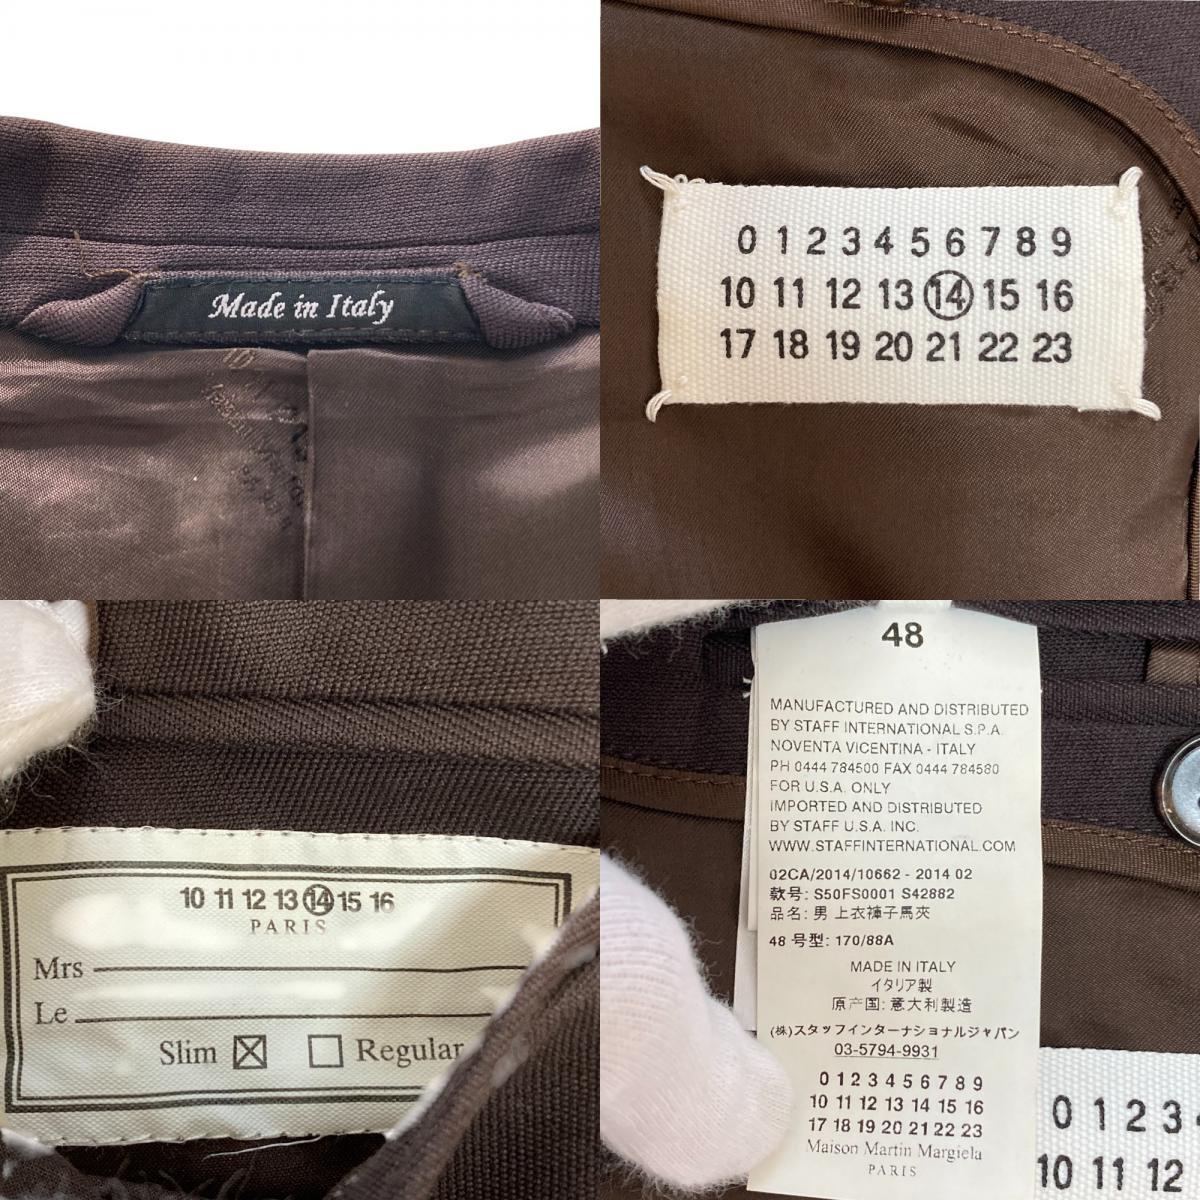 Made in Italy
0 1 2 3 4 5 6 7 8 9
10 11 12 13 14 15 16
17 18 19 20 21 22 23
10 11 12 13 14 15 16
PARIS
Mrs
Le
Slim Regular
48
MANUFACTURED AND DISTRIBUTED
BY STAFF INTERNATIONAL S.P.A.
NOVENTA VICENTINA - ITALY
PH 0444 784500 FAX 0444 784580
FOR U.S.A. ONLY
IMPORTED AND DISTRIBUTED
BY STAFF U.S.A. INC.
WWW.STAFFINTERNATIONAL.COM
02CA/2014/10662 - 2014 02
款号: S50FS0001 S42882
品名: 男 上衣褲子馬夾
48 号型: 170/88A
MADE IN ITALY
イタリア製
原产国: 意大利製造
(株)スタッフインターナショナルジャパン
03-5794-9931
0 1 2 3 4 5 6 7 8 9
10 11 12 13 14 15 16
17 18 19 20 21 22 23
Maison Martin Margiela
PARIS
0 1 2 3
10 11 12